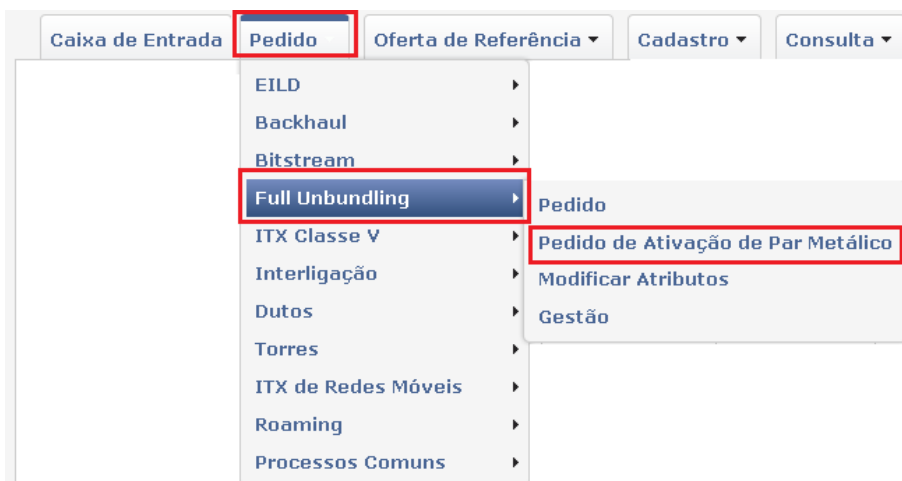 Caixa de Entrada Pedido Oferta de Referência Cadastro Consulta
EILD
Backhaul
Bitstream
Full Unbundling
ITX Classe V
Interligação
Dutos
Torres
ITX de Redes Móveis
Roaming
Processos Comuns
Pedido
Pedido de Ativação de Par Metálico
Modificar Atributos
Gestão